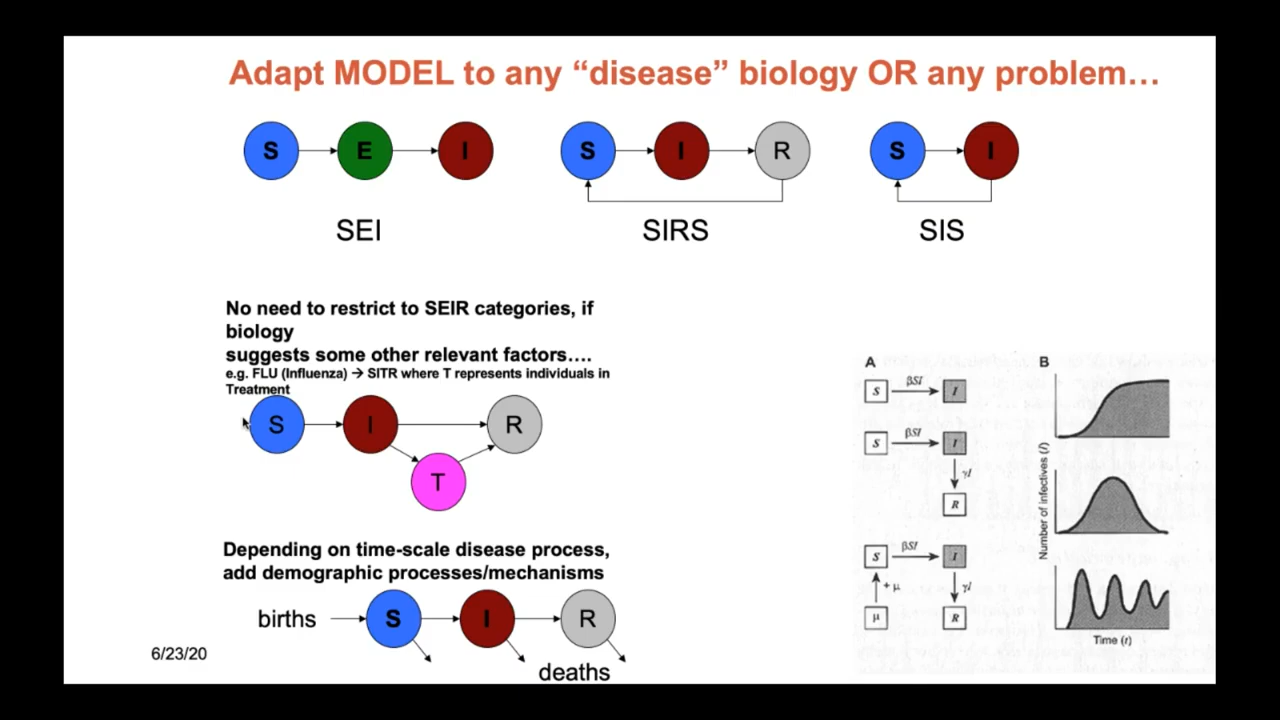 Adapt MODEL to any “disease” biology OR any problem…
S E I
S I R
S I
SEI
SIRS
SIS
No need to restrict to SEIR categories, if
biology
suggests some other relevant factors….
e.g. FLU (Influenza) → SITR where T represents individuals in
Treatment
S I R
T
Depending on time-scale disease process,
add demographic processes/mechanisms
births S I R
deaths
6/23/20
A
S βSI I
S βSI I
γI
R
S βSI I
+ μ γI
μ R
B
Number of infectives (I)
Time (t)